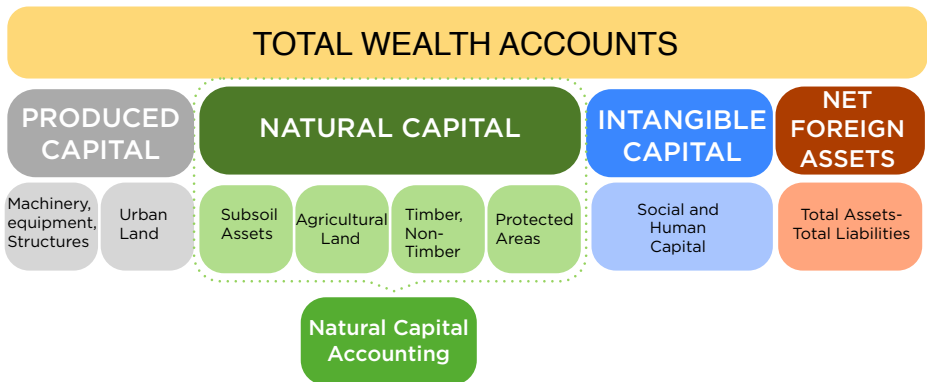 TOTAL WEALTH ACCOUNTS
PRODUCED
CAPITAL
NATURAL CAPITAL
INTANGIBLE
CAPITAL
NET
FOREIGN
ASSETS
Machinery,
equipment,
Structures
Urban
Land
Subsoil
Assets
Agricultural
Land
Timber,
Non-
Timber
Protected
Areas
Social and
Human
Capital
Total Assets-
Total Liabilities
Natural Capital
Accounting